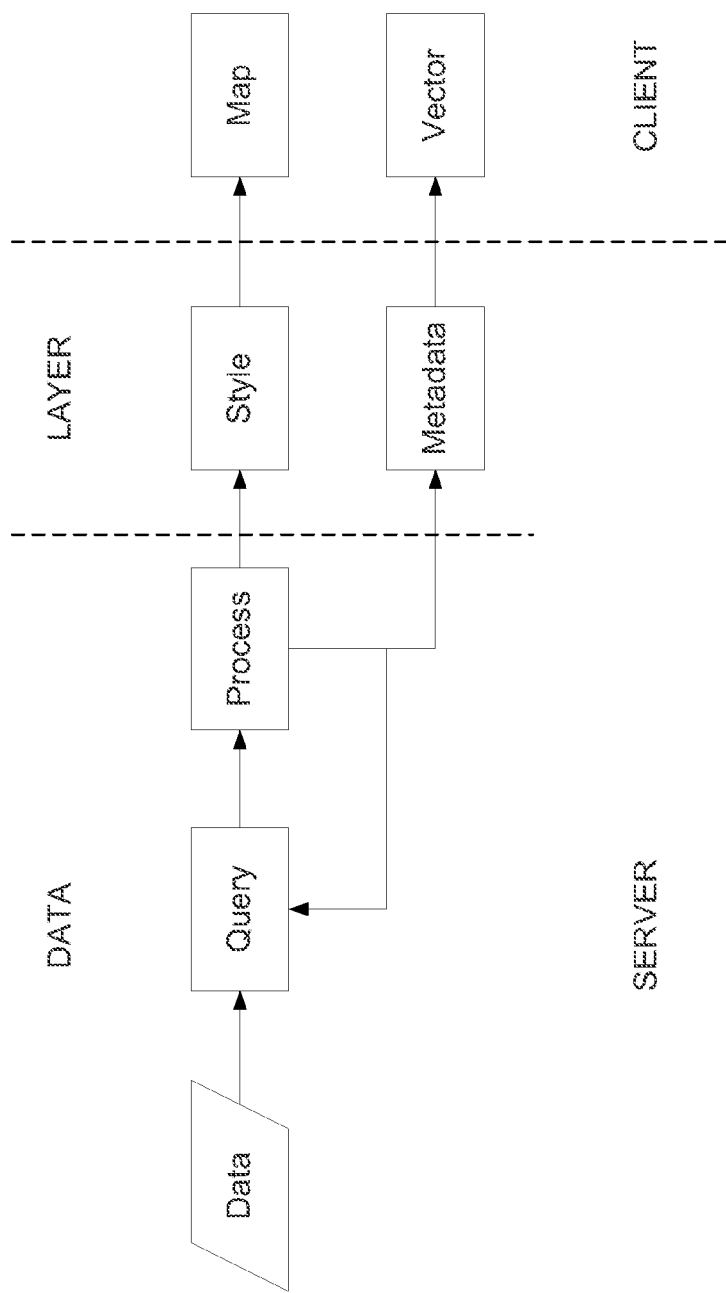 DATA
LAYER
Data
Query
Process
Style
Map
Metadata
Vector
SERVER
CLIENT